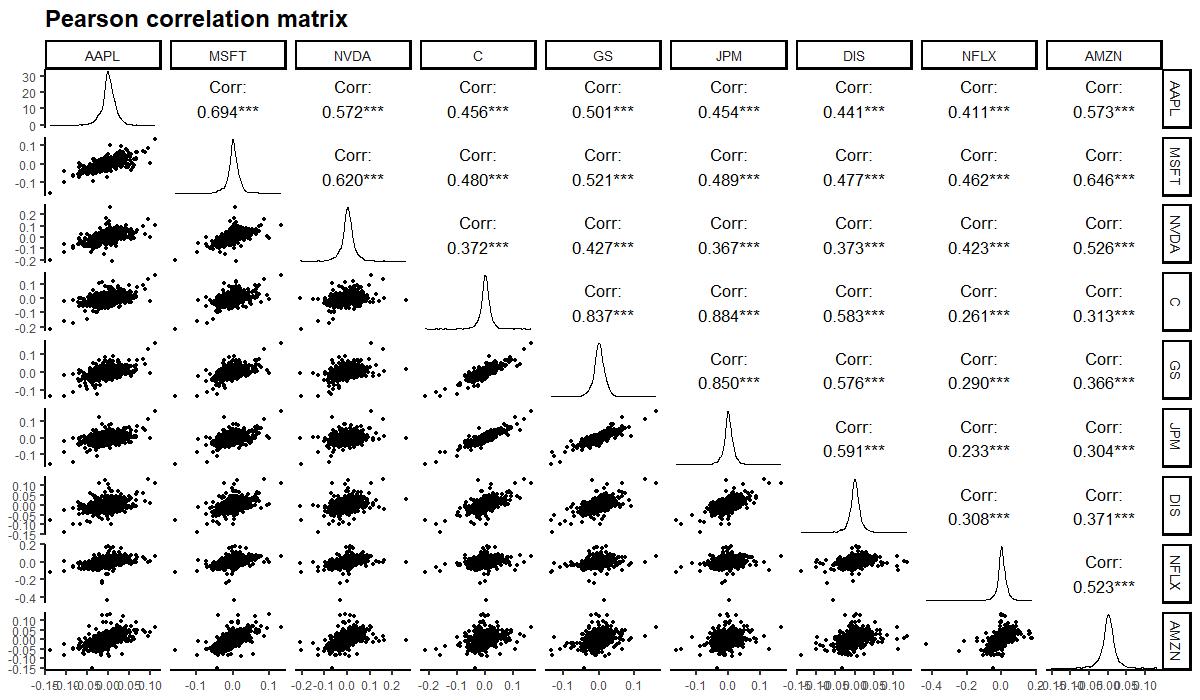 Pearson correlation matrix
AAPL MSFT NVDA C GS JPM DIS NFLX AMZN
30 Corr: Corr: Corr: Corr: Corr: Corr: Corr: Corr: AAPL
20
10 0.694*** 0.572*** 0.456*** 0.501*** 0.454*** 0.441*** 0.411*** 0.573***
0
0.1 Corr: Corr: Corr: Corr: Corr: Corr: Corr: MSFT
0.0 0.620*** 0.480*** 0.521*** 0.489*** 0.477*** 0.462*** 0.646***
-0.1
0.2 Corr: Corr: Corr: Corr: Corr: Corr: NVDA
0.1
0.0 0.372*** 0.427*** 0.367*** 0.373*** 0.423*** 0.526***
-0.1
-0.2
0.1 Corr: Corr: Corr: Corr: Corr: C
0.0
-0.1 0.837*** 0.884*** 0.583*** 0.261*** 0.313***
-0.2
0.1 Corr: Corr: Corr: Corr: GS
0.0 0.850*** 0.576*** 0.290*** 0.366***
-0.1
0.1 Corr: Corr: Corr: JPM
0.0 0.591*** 0.233*** 0.304***
-0.1
0.10 Corr: Corr: DIS
0.05
0.00 0.308*** 0.371***
-0.05
-0.10
-0.15
0.2 Corr: NFLX
0.0 0.523***
-0.2
-0.4
0.10 AMZN
0.05
0.00
-0.05
-0.10
-0.15
-0.15 -0.10 -0.05 0.00 0.05 0.10 -0.1 0.0 0.1 -0.2 -0.1 0.0 0.1 0.2 -0.2 -0.1 0.0 0.1 -0.1 0.0 0.1 -0.1 0.0 0.1 -0.15 -0.10 -0.05 0.00 0.05 0.10 -0.4 -0.2 0.0 0.2 -0.15 -0.10 -0.05 0.00 0.05 0.10